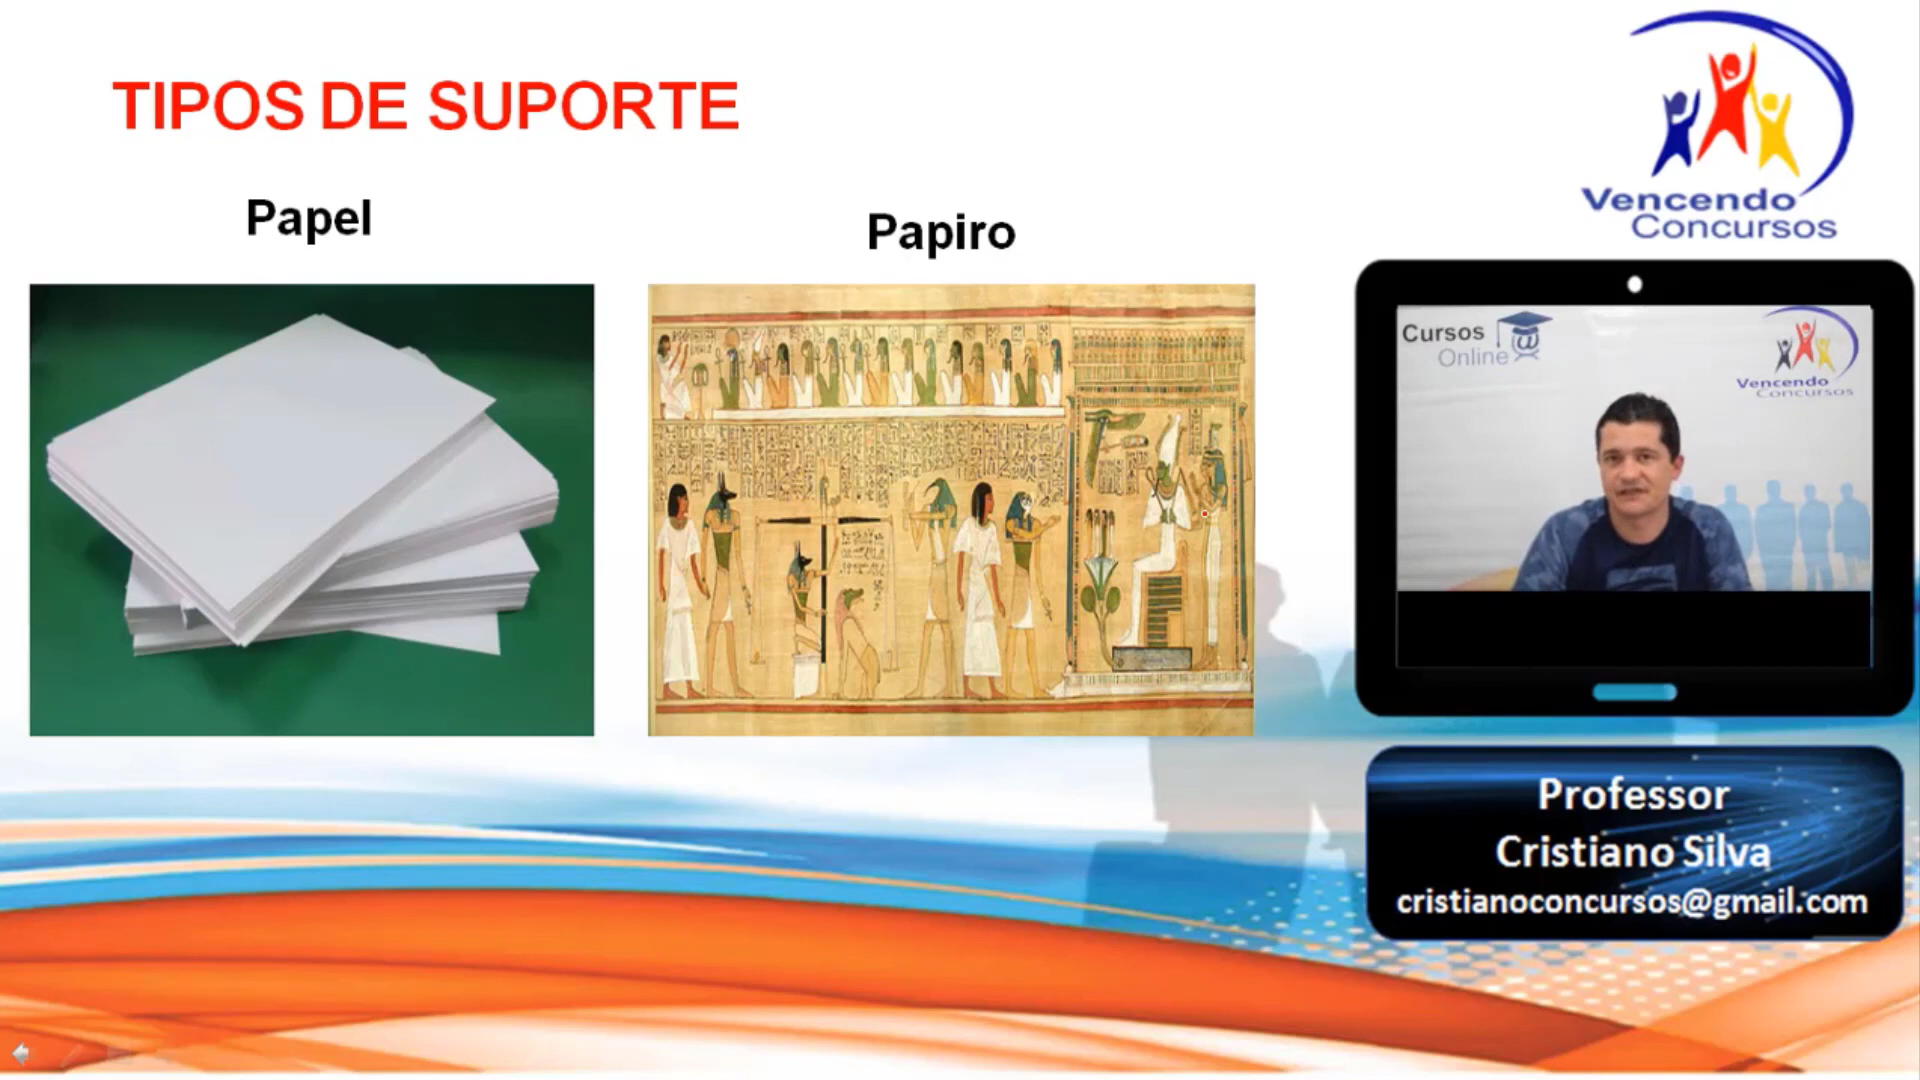 TIPOS DE SUPORTE
Papel
Papiro
Vencendo
Concursos
Cursos
Online
Vencendo
Concursos
Professor
Cristiano Silva
cristianoconcursos@gmail.com